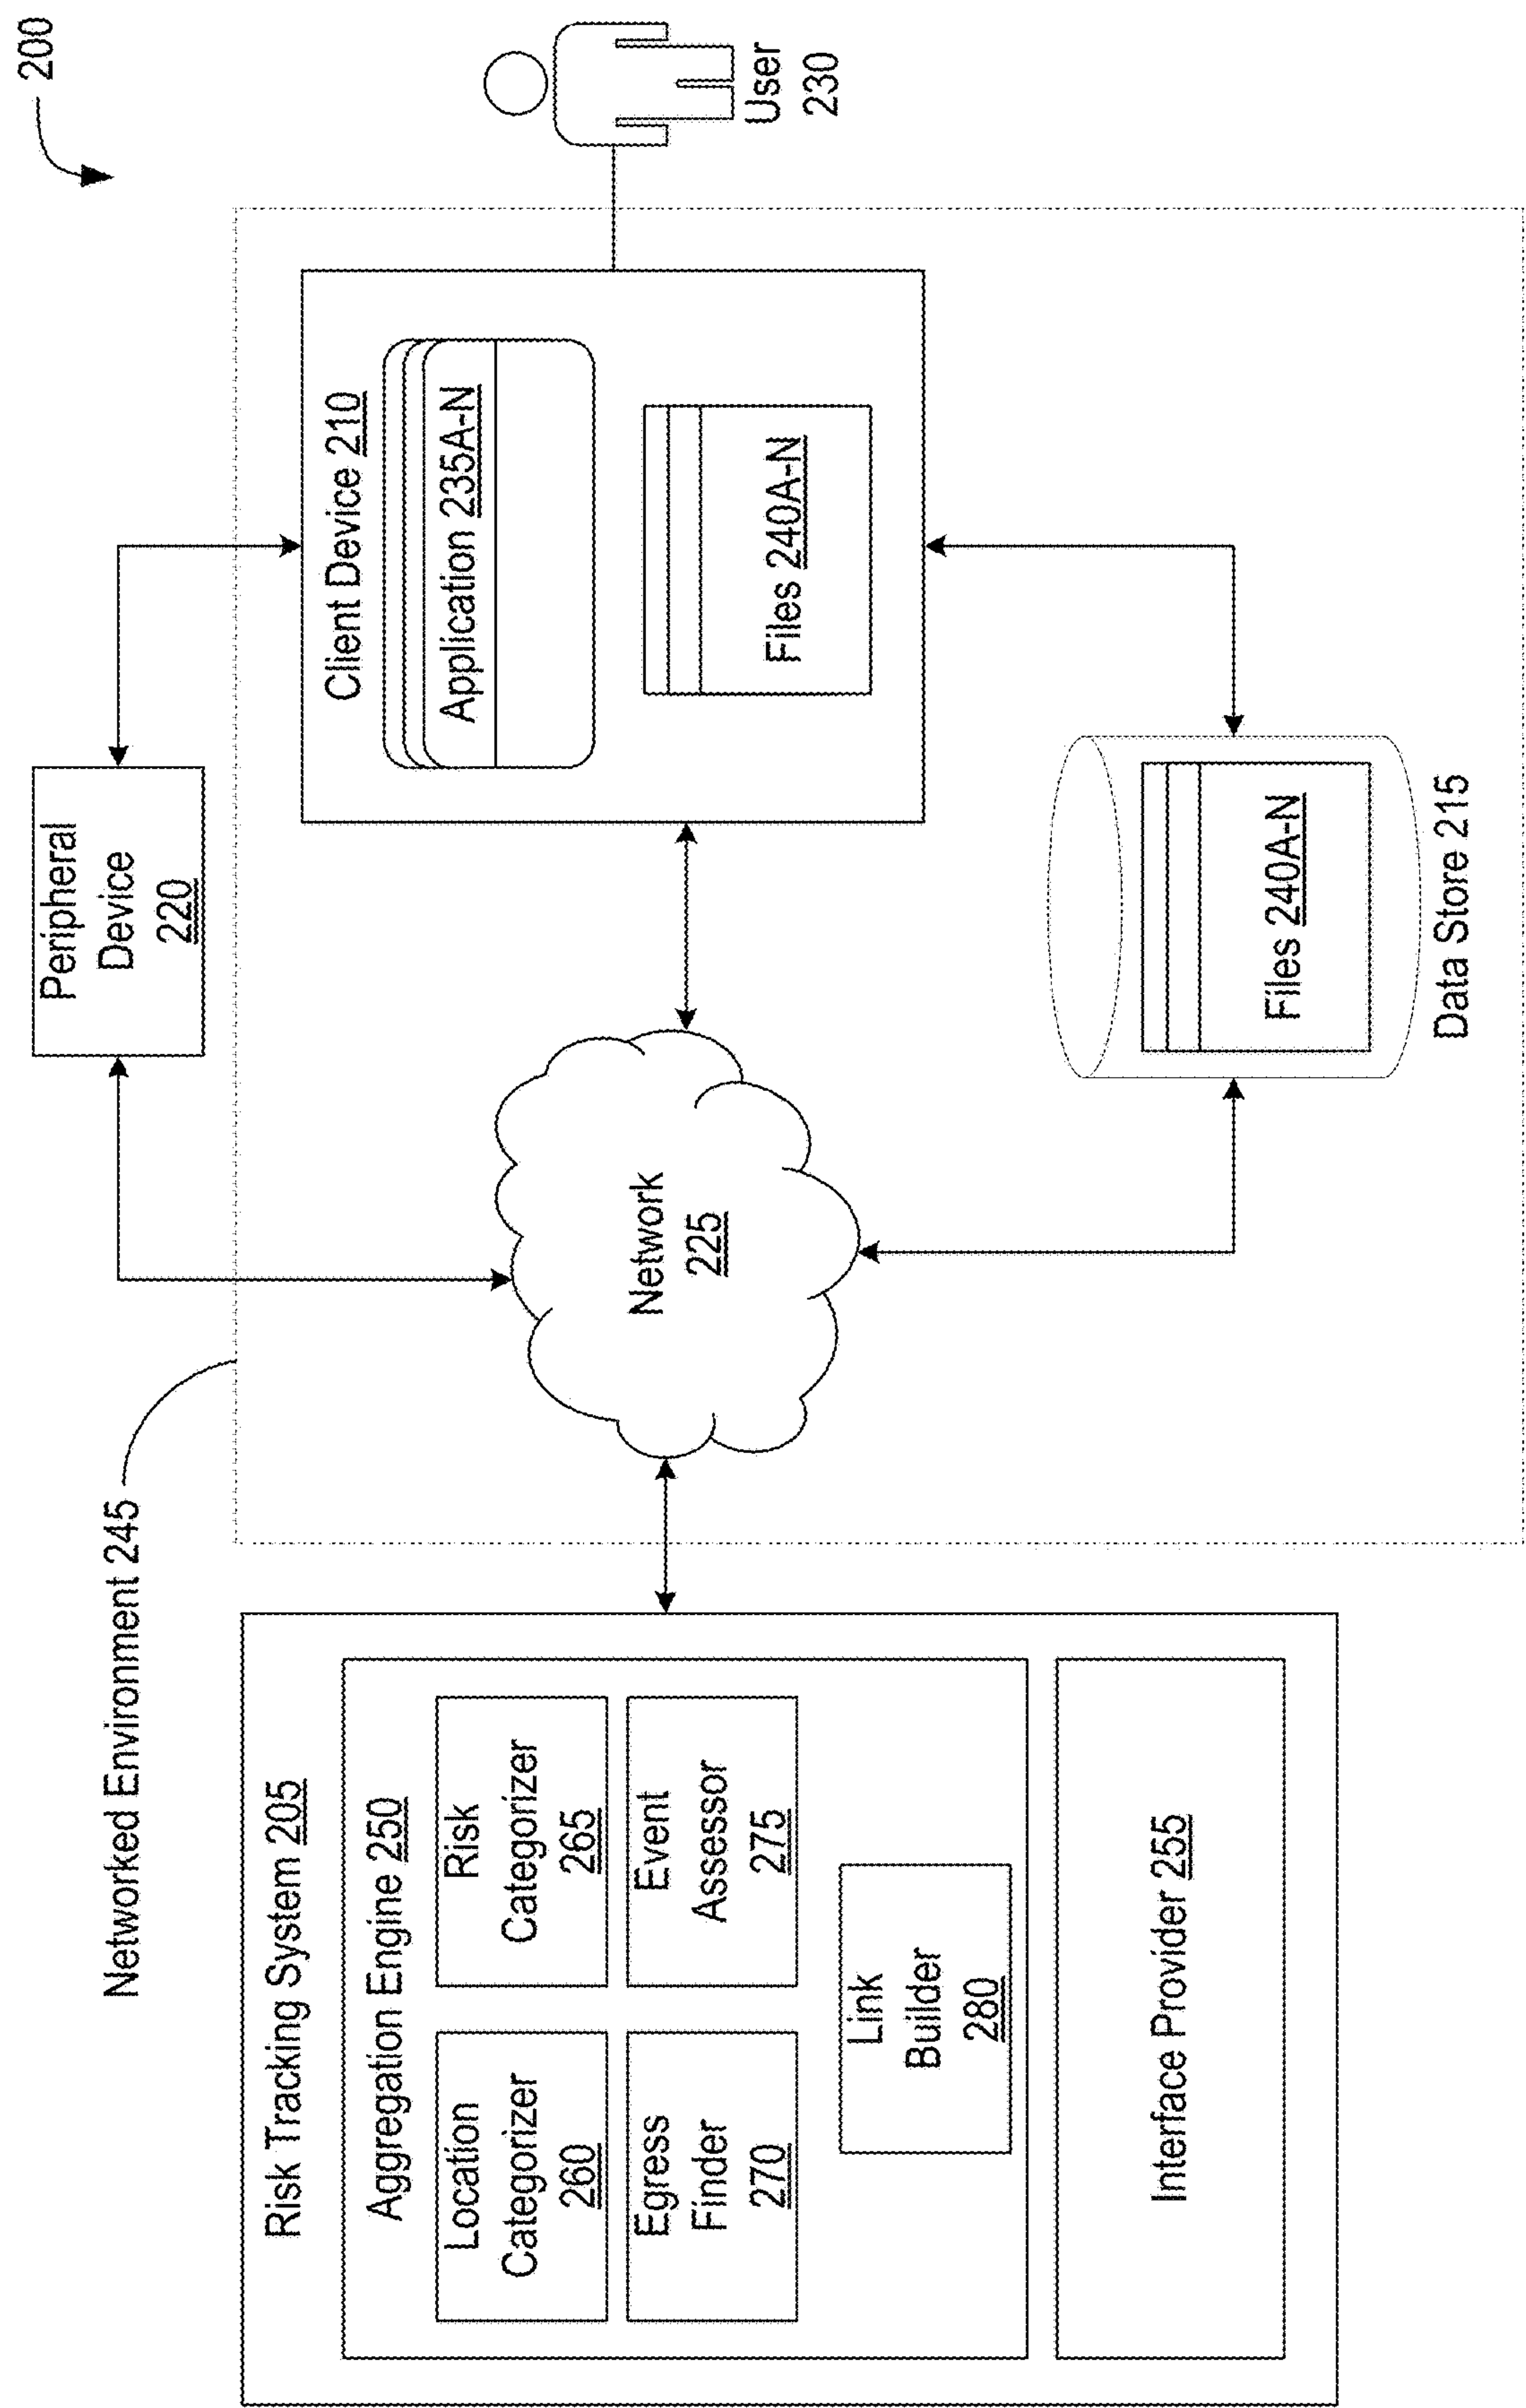 200
Networked Environment 245
Risk Tracking System 205
Aggregation Engine 250
Location
Categorizer
260
Risk
Categorizer
265
Egress
Finder
270
Event
Assessor
275
Link
Builder
280
Interface Provider 255
Network
225
Peripheral
Device
220
Client Device 210
Application 235A-N
Files 240A-N
User
230
Files 240A-N
Data Store 215